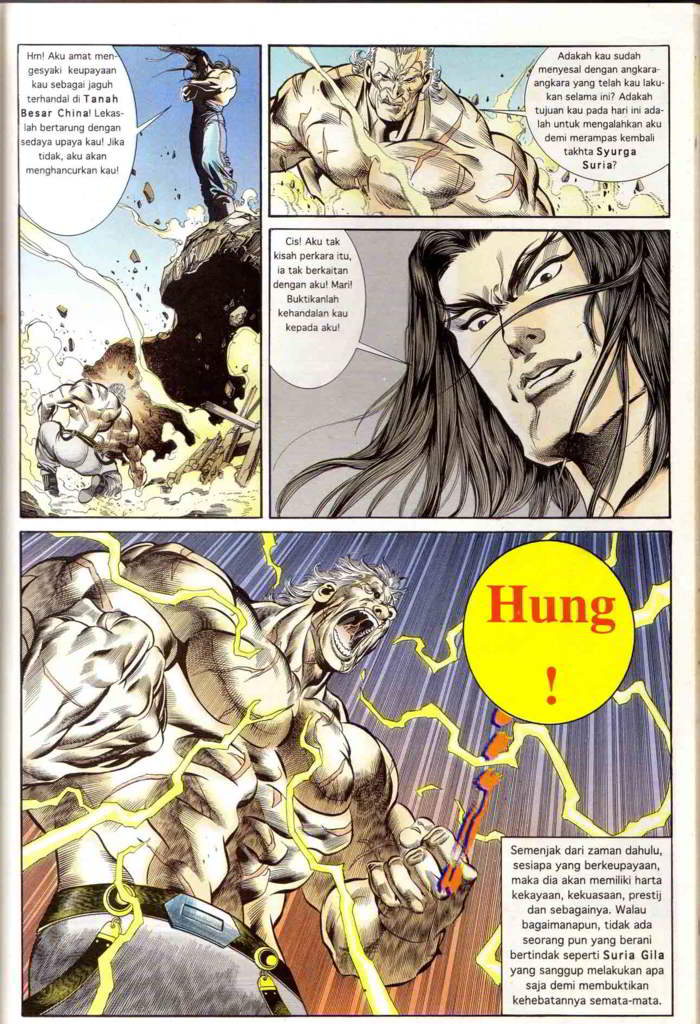 Hm! Aku amat men-
gesyaki keupayaan
kau sebagai jaguh
terhandal di Tanah
Besar China! Lekas-
lah bertarung dengan
sedaya upaya kau! Jika
tidak, aku akan
menghancurkan kau!
Adakah kau sudah
menyesal dengan angkara-
angkara yang telah kau laku-
kan selama ini? Adakah
tujuan kau pada hari ini ada-
lah untuk mengalahkan aku
demi merampas kembali
takhta Syurga
Suria?
Cis! Aku tak
kisah perkara itu,
ia tak berkaitan
dengan aku! Mari!
Buktikanlah
kehandalan kau
kepada aku!
Hung
!
Semenjak dari zaman dahulu,
sesiapa yang berkeupayaan,
maka dia akan memiliki harta
kekayaan, kekuasaan, prestij
dan sebagainya. Walau
bagaimanapun, tidak ada
seorang pun yang berani
bertindak seperti Suria Gila
yang sanggup melakukan apa
saja demi membuktikan
kehebatannya semata-mata.